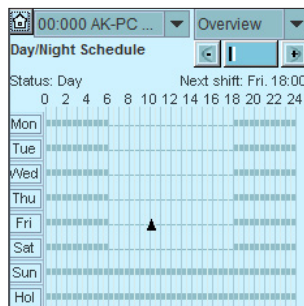 00:000 AK-PC ... Overview
Day/Night Schedule
Status: Day Next shift: Fri. 18:00
0 2 4 6 8 10 12 14 16 18 20 22 24
Mon
Tue
Wed
Thu
Fri
Sat
Sun
Hol